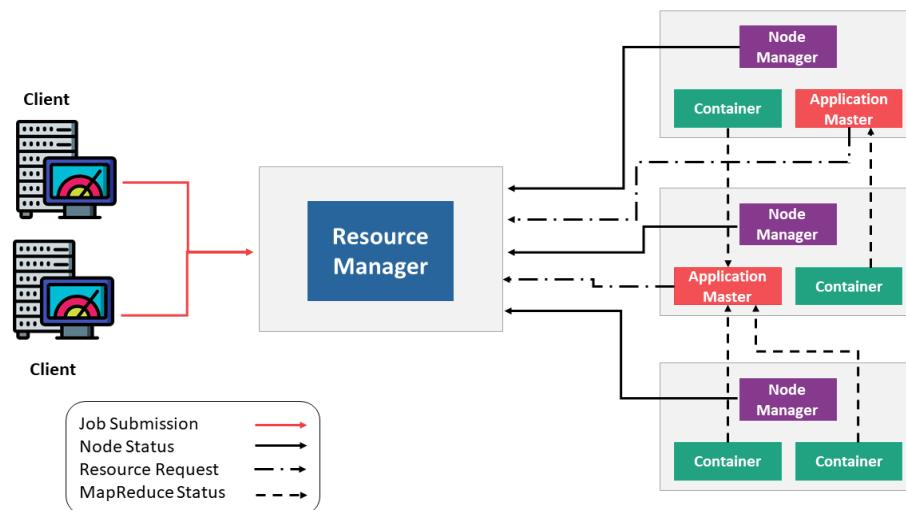 Client
Client
Resource
Manager
Node
Manager
Container
Application
Master
Node
Manager
Application
Master
Container
Node
Manager
Container
Container
Job Submission
Node Status
Resource Request
MapReduce Status